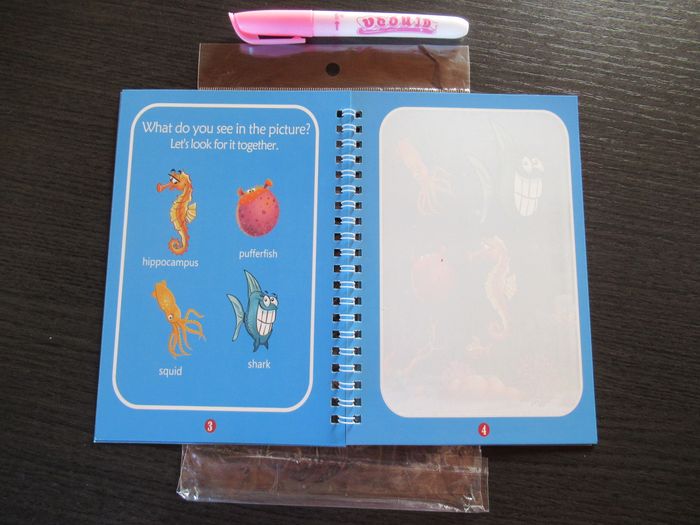 What do you see in the picture?
Let's look for it together.
hippocampus
pufferfish
squid
shark
3
4